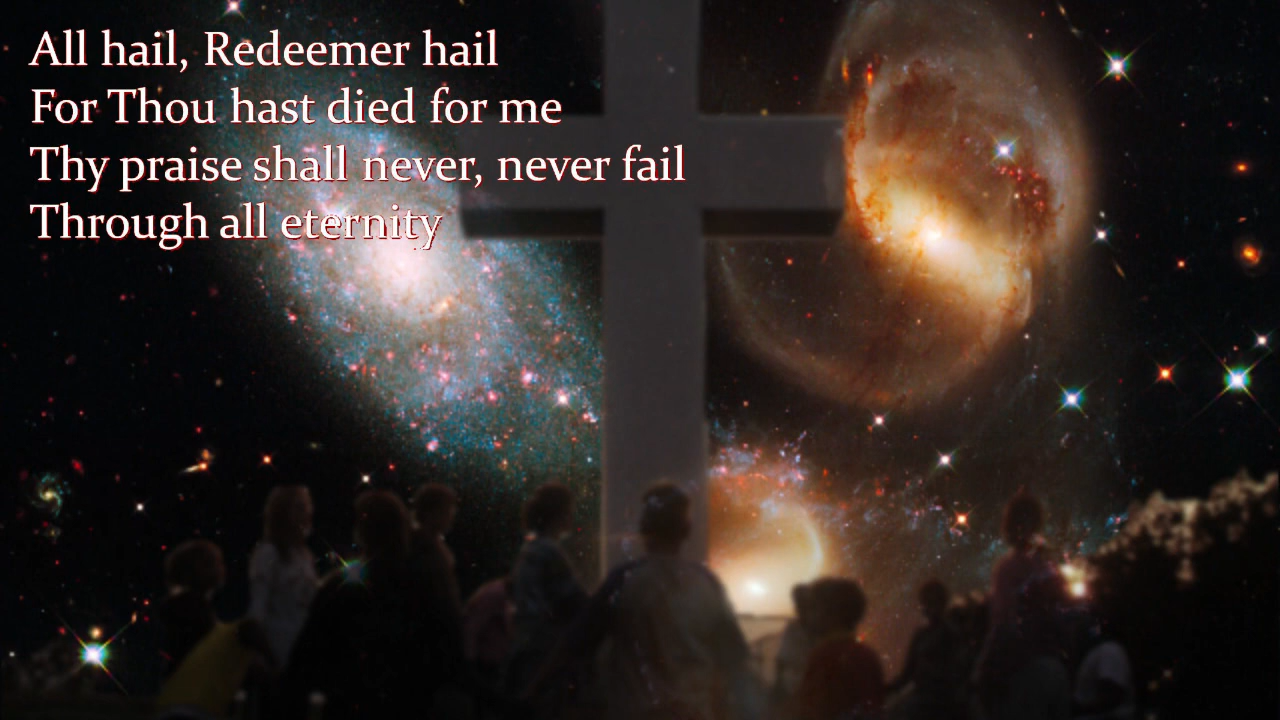 All hail, Redeemer hail
For Thou hast died for me
Thy praise shall never, never fail
Through all eternity